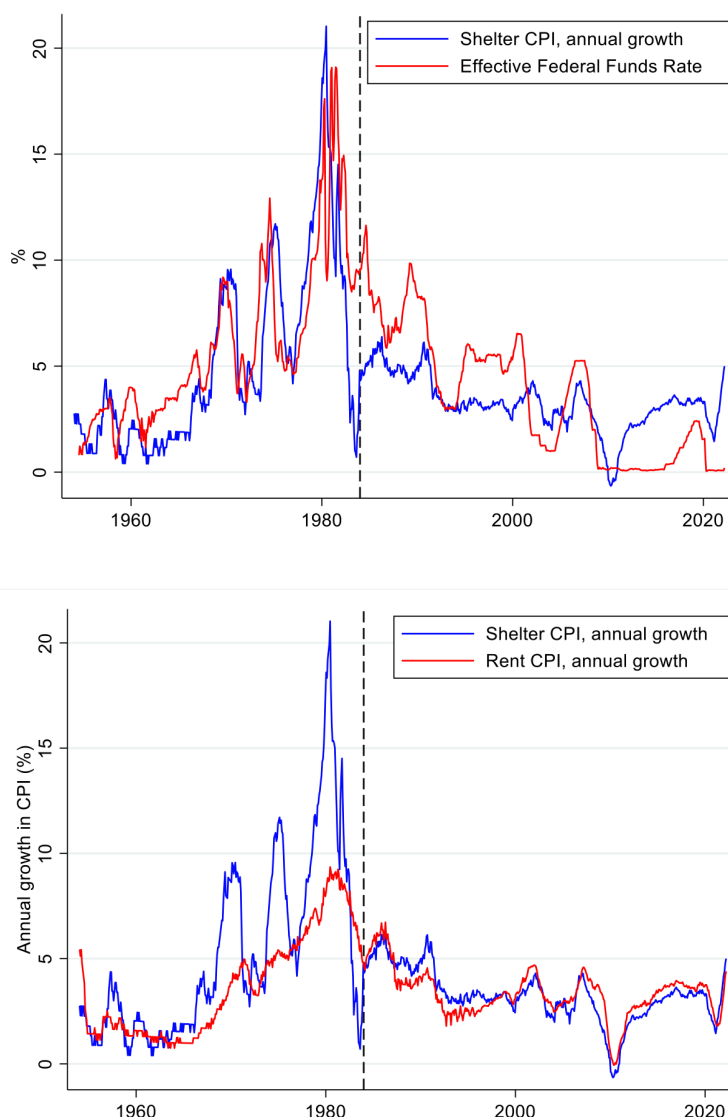 Shelter CPI, annual growth
Effective Federal Funds Rate
20
15
10
5
0
%
1960 1980 2000 2020
Shelter CPI, annual growth
Rent CPI, annual growth
20
15
10
5
0
Annual growth in CPI (%)
1960 1980 2000 2020